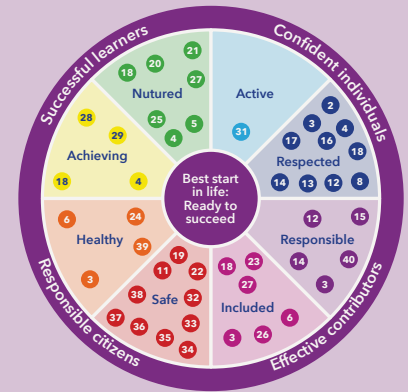 Successful learners
Confident individuals
Responsible citizens
Effective contributors
Best start
in life:
Ready to
succeed
Nutured
18
20
21
27
25
5
4
Active
31
Respected
2
3
4
17
16
18
14
13
12
8
Responsible
12
15
14
40
3
Included
18
23
27
6
3
26
Safe
19
11
22
38
32
37
36
33
35
34
Healthy
6
24
39
3
Achieving
28
29
18
4